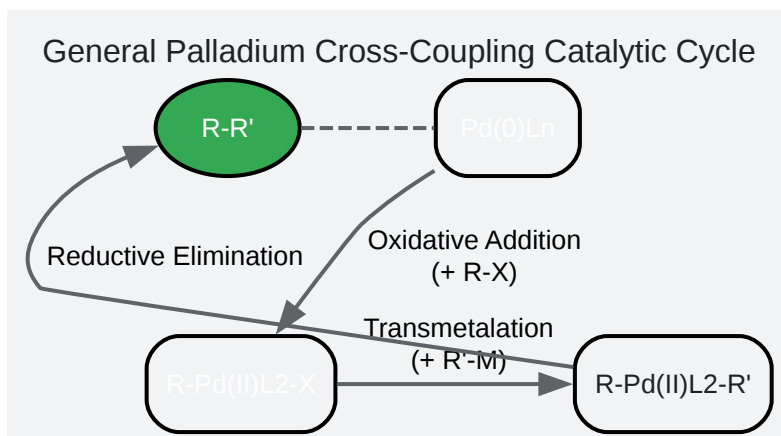 General Palladium Cross-Coupling Catalytic Cycle
R-R'
Pd(0)Ln
Reductive Elimination
Oxidative Addition
(+ R-X)
Transmetalation
(+ R'-M)
R-Pd(II)L2-X
R-Pd(II)L2-R'